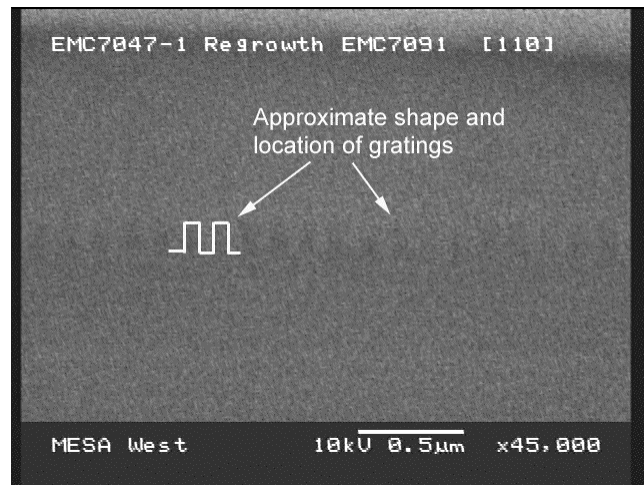 EMC7047-1 Regrowth EMC7091 [110]
Approximate shape and
location of gratings
MESA West 10kV 0.5µm x45,000